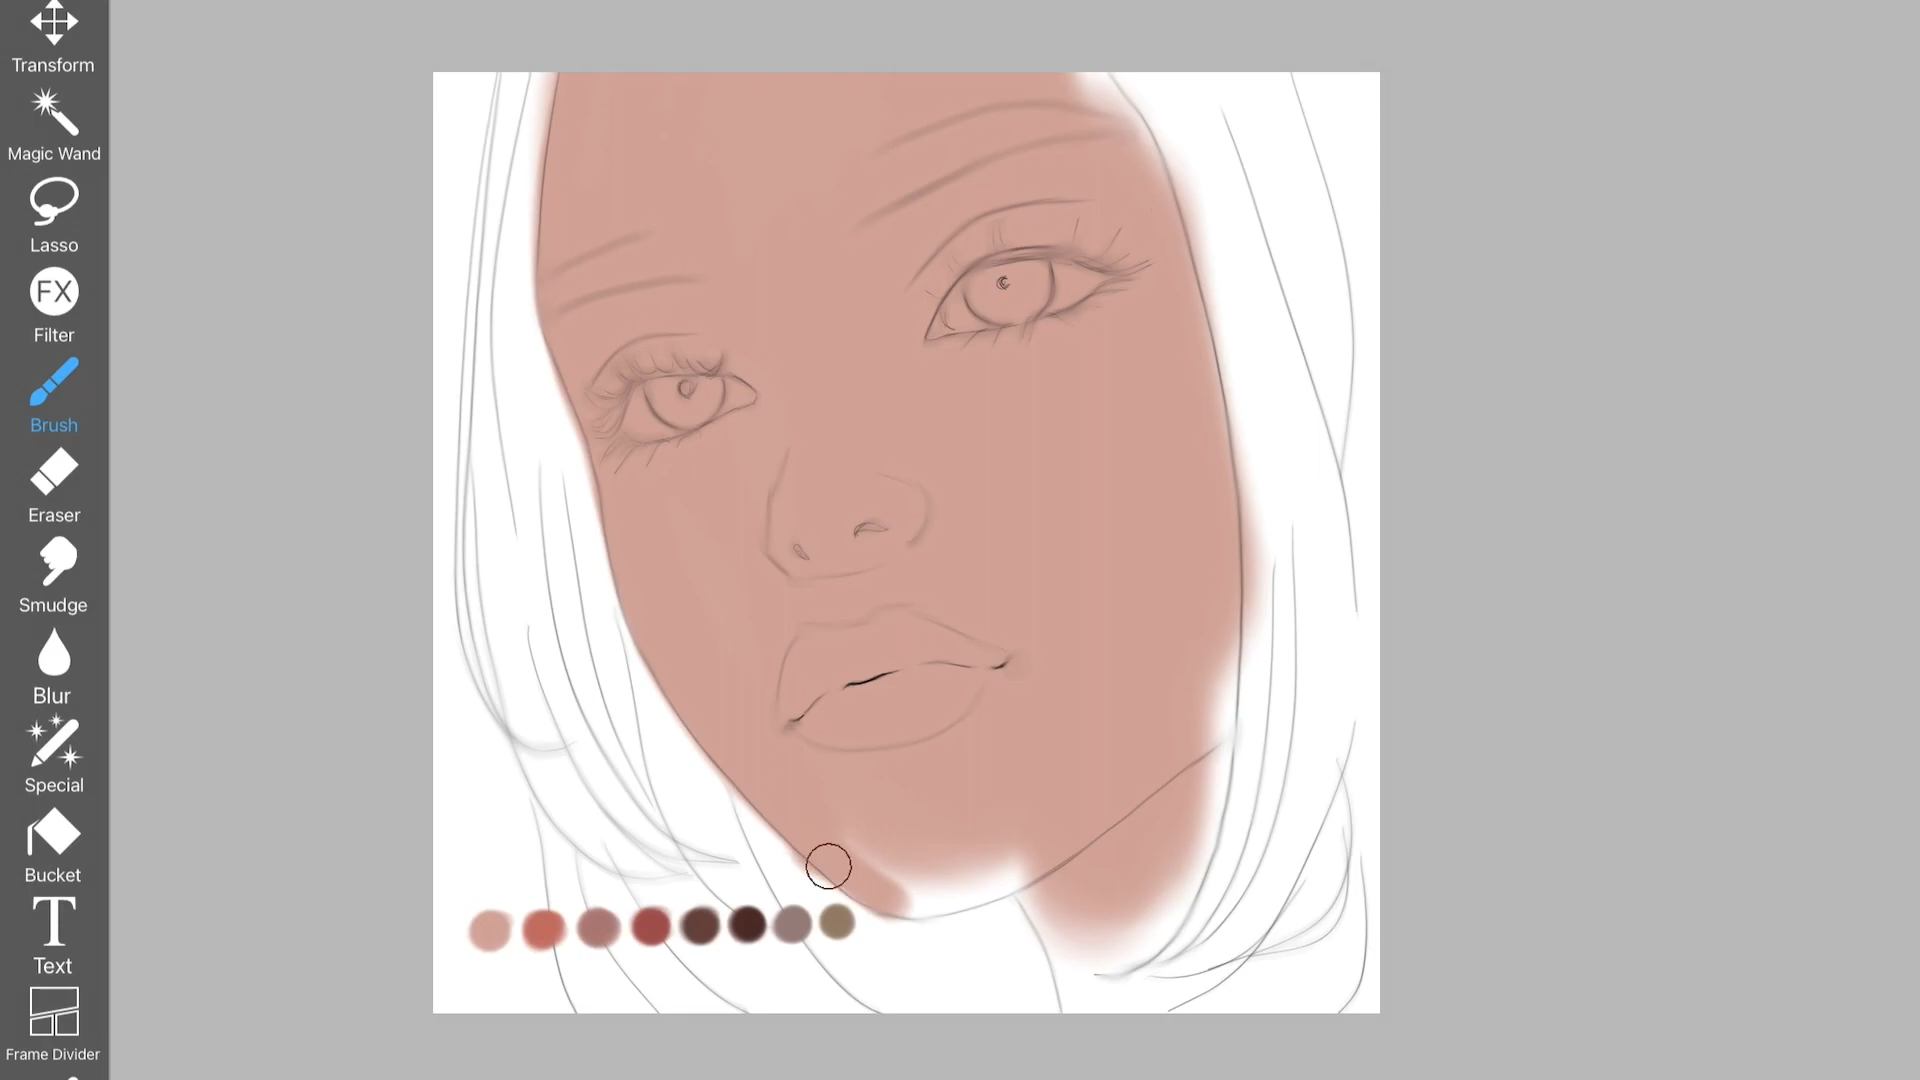 Transform
Magic Wand
Lasso
FX
Filter
Brush
Eraser
Smudge
Blur
Special
Bucket
T
Text
Frame Divider